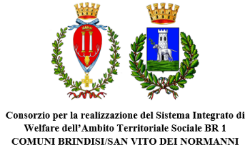 Consorzio per la realizzazione del Sistema Integrato di
Welfare dell'Ambito Territoriale Sociale BR 1
COMUNI BRINDISI/SAN VITO DEI NORMANNI